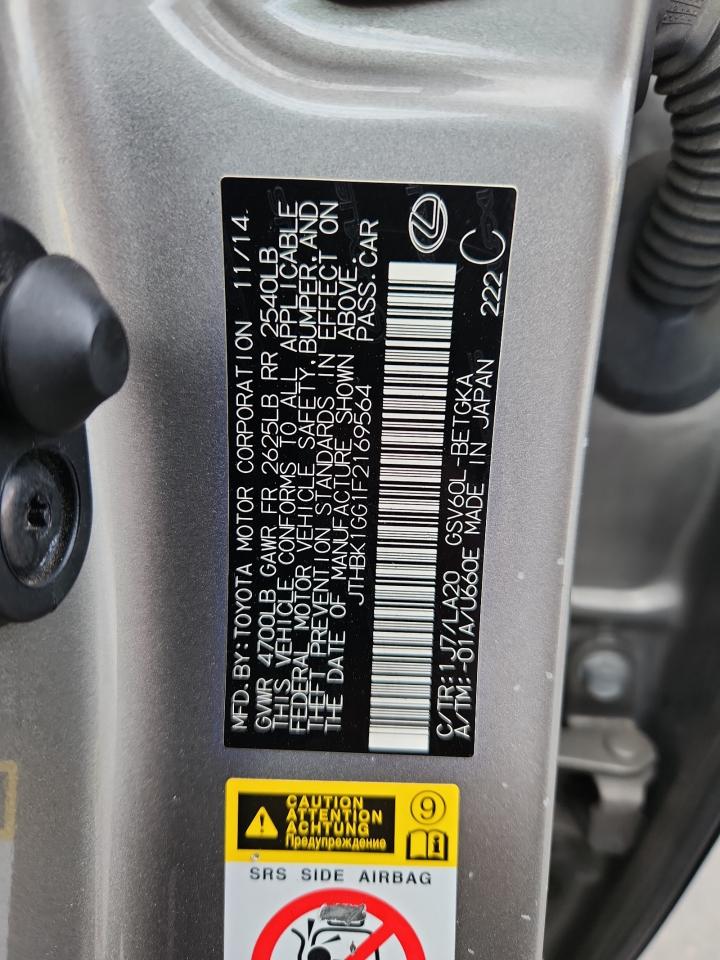 MFD.BY:TOYOTA MOTOR CORPORATION 11/14.
GVWR 4700LB GAWR FR 2625LB RR 2540LB
THIS VEHICLE CONFORMS TO ALL APPLICABLE
FEDERAL MOTOR VEHICLE SAFETY,BUMPER,AND
THEFT PREVENTION STANDARDS IN EFFECT ON
THE DATE OF MANUFACTURE SHOWN ABOVE.
JTHBK1GG1F2169564 PASS.CAR
C/TR:1J7/LA20 GSV60L-BETGKA
A/TM:-01A/U660E MADE IN JAPAN 222 C
CAUTION
ATTENTION
ACHTUNG
Предупреждение
9
SRS SIDE AIRBAG